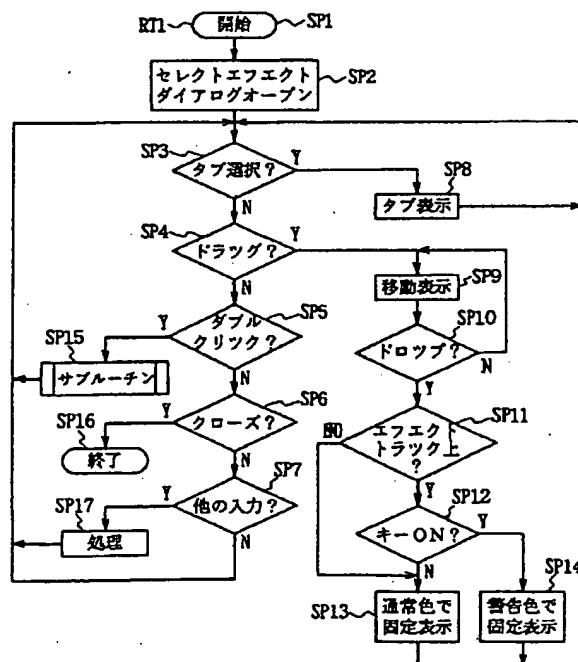 RT1
開始
SP1
セレクトエフエクト
ダイアログオープン
SP2
SP3
タブ選択?
Y
N
SP8
タブ表示
SP4
ドラッグ?
Y
N
SP9
移動表示
SP5
ダブル
クリック?
Y
N
SP15
サブルーチン
SP10
ドロップ?
N
Y
SP6
クローズ?
Y
N
SP16
終了
SP11
エフエクト
トラック上
?
Y
SP7
他の入力?
Y
N
SP17
処理
SP12
キーON?
Y
N
SP13
通常色で
固定表示
SP14
警告色で
固定表示